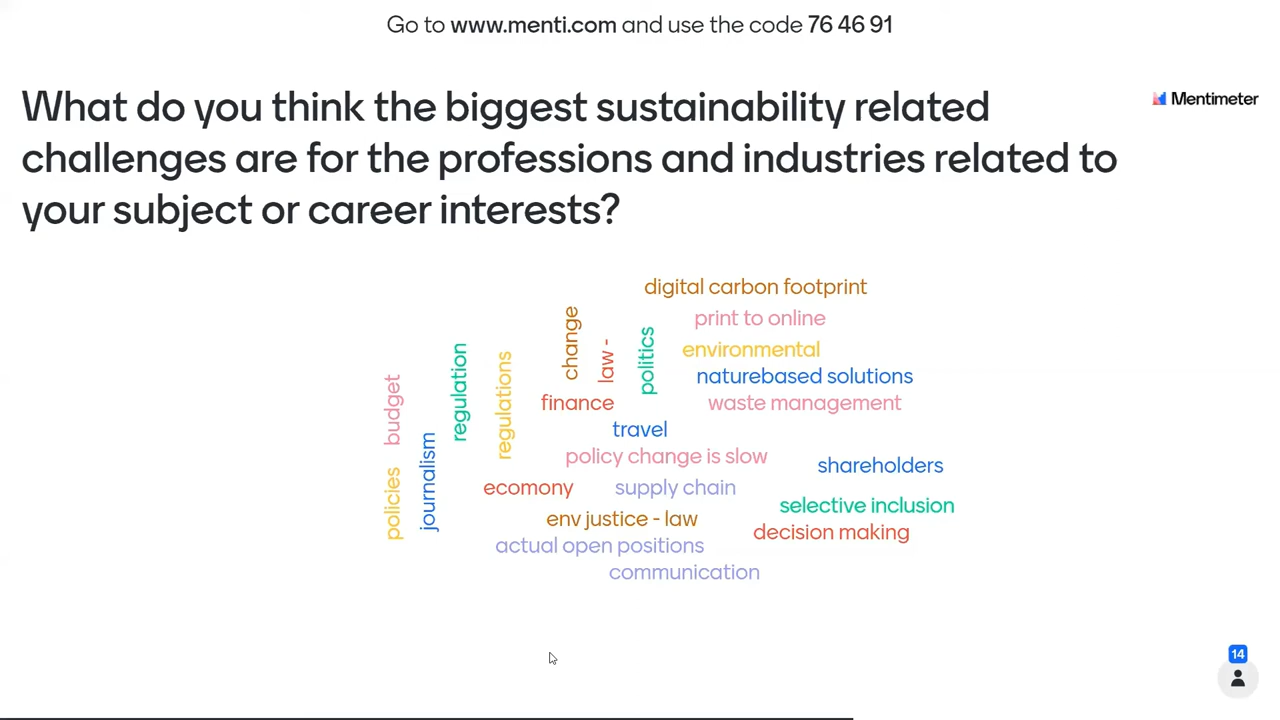 Go to www.menti.com and use the code 76 46 91
What do you think the biggest sustainability related
challenges are for the professions and industries related to
your subject or career interests?
Mentimeter
digital carbon footprint
print to online
environmental
naturebased solutions
waste management
change
law -
politics
regulation
regulations
budget
finance
travel
policy change is slow
shareholders
journalism
policies
ecomony
supply chain
selective inclusion
env justice - law
decision making
actual open positions
communication
14